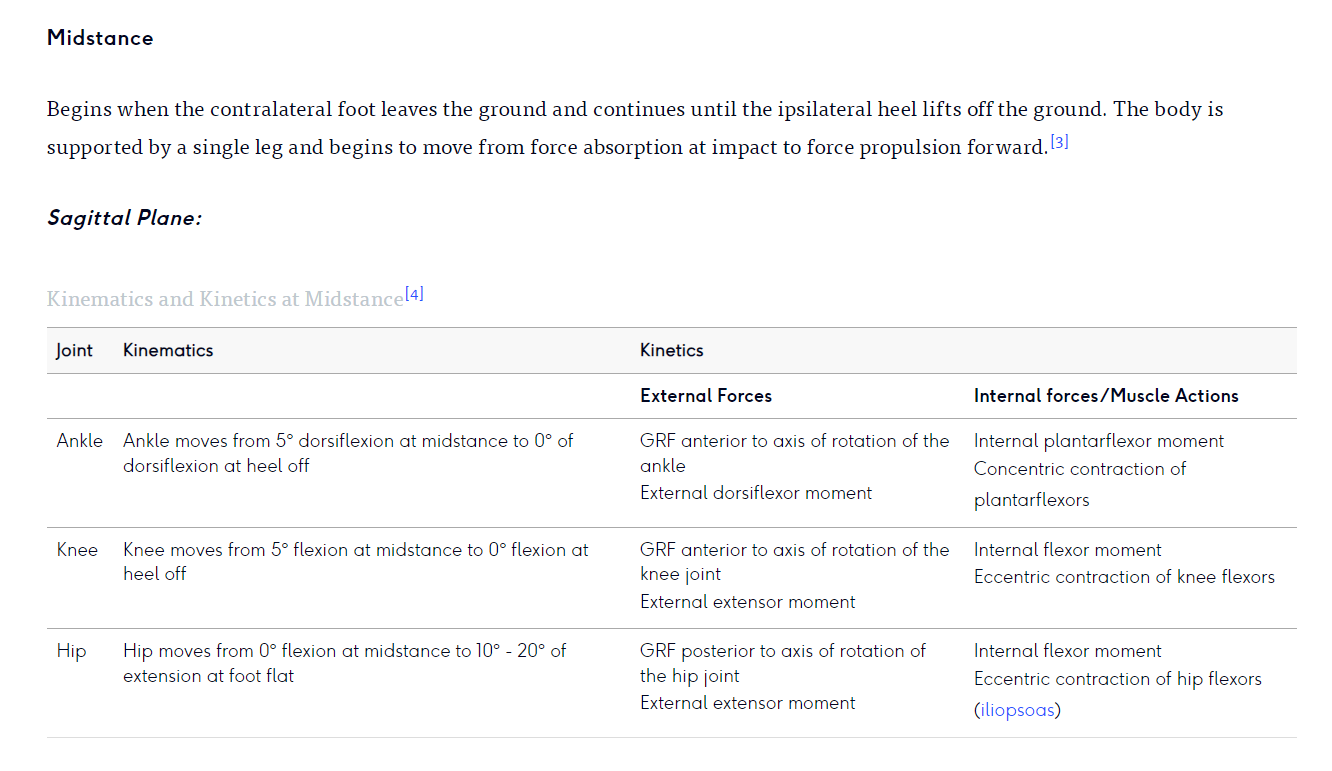 Midstance
Begins when the contralateral foot leaves the ground and continues until the ipsilateral heel lifts off the ground. The body is
supported by a single leg and begins to move from force absorption at impact to force propulsion forward.[3]
Sagittal Plane:
Kinematics and Kinetics at Midstance[4]
Joint Kinematics Kinetics
External Forces Internal forces/Muscle Actions
Ankle Ankle moves from 5° dorsiflexion at midstance to 0° of GRF anterior to axis of rotation of the Internal plantarflexor moment
dorsiflexion at heel off ankle Concentric contraction of
External dorsiflexor moment plantarflexors
Knee Knee moves from 5° flexion at midstance to 0° flexion at GRF anterior to axis of rotation of the Internal flexor moment
heel off knee joint Eccentric contraction of knee flexors
External extensor moment
Hip Hip moves from 0° flexion at midstance to 10° - 20° of GRF posterior to axis of rotation of Internal flexor moment
extension at foot flat the hip joint Eccentric contraction of hip flexors
External extensor moment (iliopsoas)